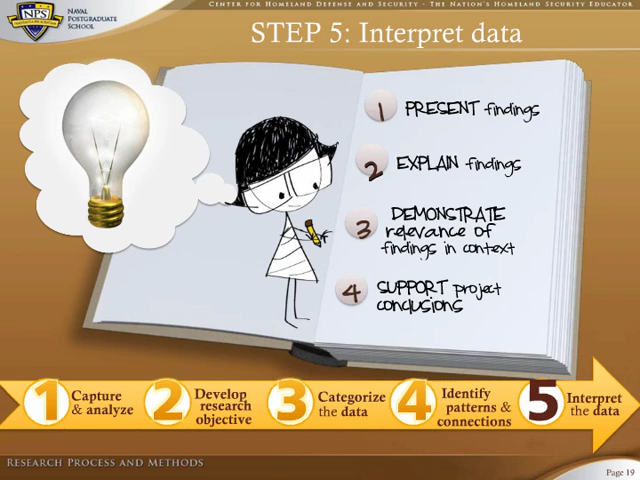 CENTER FOR HOMELAND DEFENSE AND SECURITY - THE NATION'S HOMELAND SECURITY EDUCATOR
NPS
NAVAL
POSTGRADUATE
SCHOOL
STEP 5: Interpret data
1 PRESENT findings
2 EXPLAIN findings
3 DEMONSTRATE
relevance of
findings in context
4 SUPPORT project
conclusions
1 Capture
& analyze
2 Develop
research
objective
3 Categorize
the data
4 Identify
patterns &
connections
5 Interpret
the data
RESEARCH PROCESS AND METHODS
Page 19